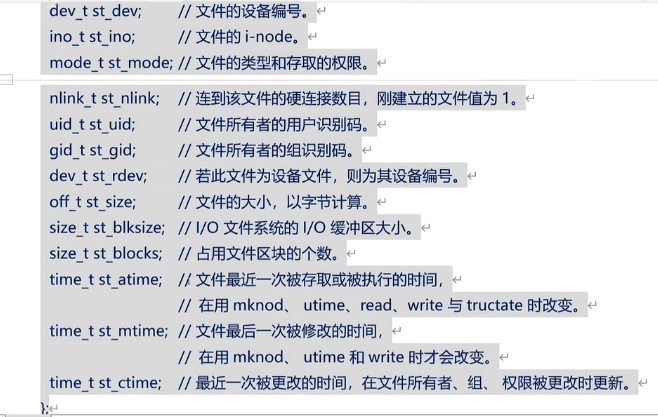 dev_t st_dev; // 文件的设备编号。
ino_t st_ino; // 文件的 i-node。
mode_t st_mode; // 文件的类型和存取的权限。
nlink_t st_nlink; // 连到该文件的硬连接数目，刚建立的文件值为 1。
uid_t st_uid; // 文件所有者的用户识别码。
gid_t st_gid; // 文件所有者的组识别码。
dev_t st_rdev; // 若此文件为设备文件，则为其设备编号。
off_t st_size; // 文件的大小，以字节计算。
size_t st_blksize; // I/O 文件系统的 I/O 缓冲区大小。
size_t st_blocks; // 占用文件区块的个数。
time_t st_atime; // 文件最近一次被存取或被执行的时间，
// 在用 mknod、 utime、read、write 与 tructate 时改变。
time_t st_mtime; // 文件最后一次被修改的时间，
// 在用 mknod、 utime 和 write 时才会改变。
time_t st_ctime; // 最近一次被更改的时间，在文件所有者、组、 权限被更改时更新。
};